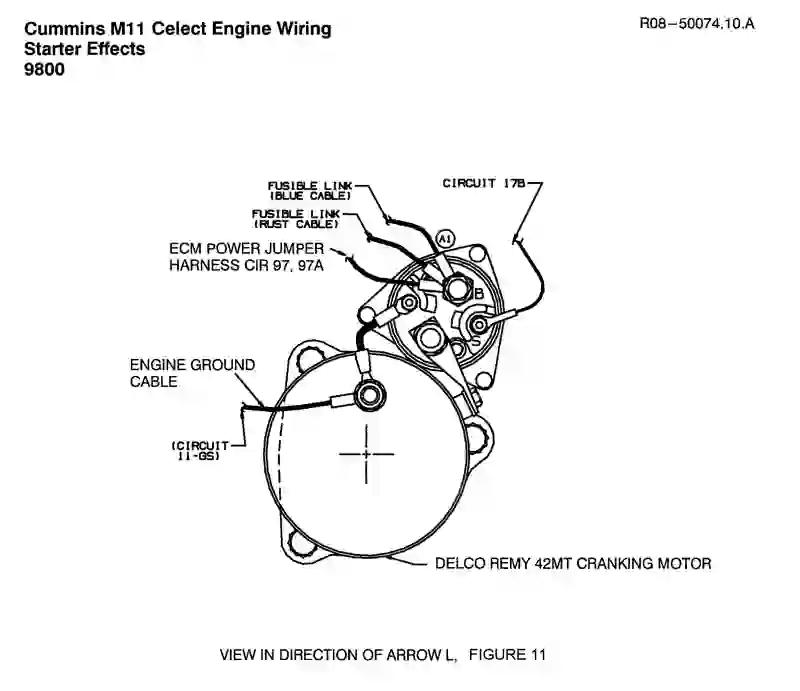 Cummins M11 Celect Engine Wiring
Starter Effects
9800
R08-50074.10.A
FUSIBLE LINK
(BLUE CABLE)
CIRCUIT 17B
FUSIBLE LINK
(RUST CABLE)
A1
ECM POWER JUMPER
HARNESS CIR 97, 97A
B
S
ENGINE GROUND
CABLE
(CIRCUIT
11-GS)
DELCO REMY 42MT CRANKING MOTOR
VIEW IN DIRECTION OF ARROW L, FIGURE 11